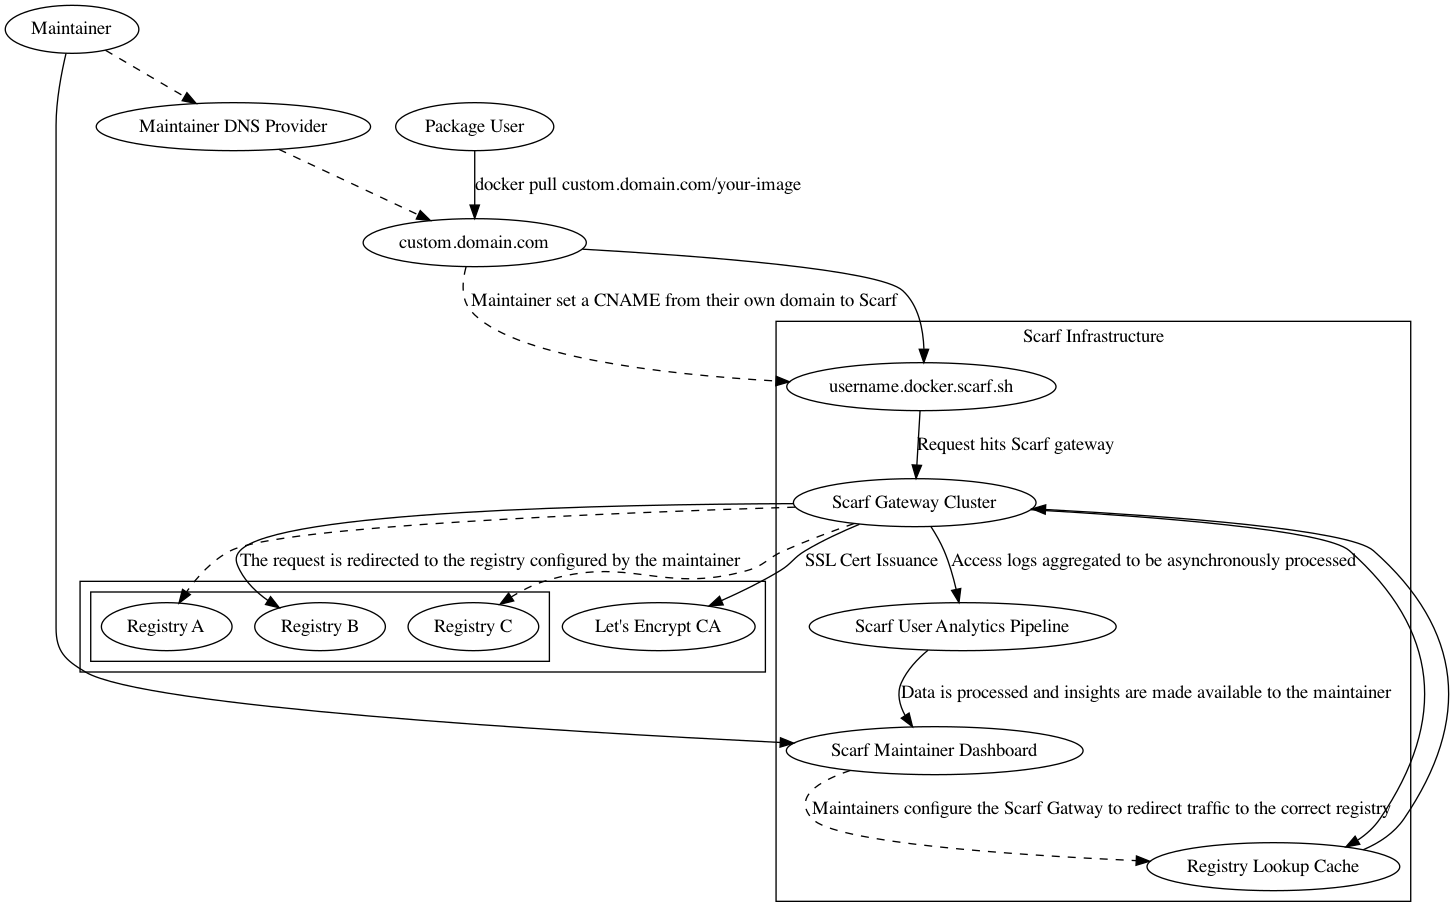 Maintainer
Maintainer DNS Provider
Package User
docker pull custom.domain.com/your-image
custom.domain.com
Maintainer set a CNAME from their own domain to Scarf
Scarf Infrastructure
username.docker.scarf.sh
Request hits Scarf gateway
Scarf Gateway Cluster
The request is redirected to the registry configured by the maintainer
SSL Cert Issuance
Access logs aggregated to be asynchronously processed
Registry A
Registry B
Registry C
Let's Encrypt CA
Scarf User Analytics Pipeline
Data is processed and insights are made available to the maintainer
Scarf Maintainer Dashboard
Maintainers configure the Scarf Gatway to redirect traffic to the correct registry
Registry Lookup Cache